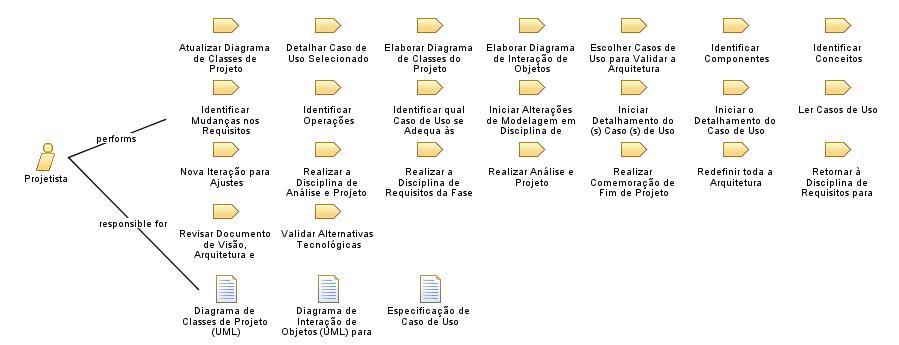 Atualizar Diagrama
de Classes de
Projeto
Detalhar Caso de
Uso Selecionado
Elaborar Diagrama
de Classes do
Projeto
Elaborar Diagrama
de Interação de
Objetos
Escolher Casos de
Uso para Validar a
Arquitetura
Identificar
Componentes
Identificar
Conceitos
Identificar
Mudanças nos
Requisitos
Identificar
Operações
Identificar qual
Caso de Uso se
Adequa às
Iniciar Alterações
de Modelagem em
Disciplina de
Iniciar
Detalhamento do
(s) Caso (s) de Uso
Iniciar o
Detalhamento do
Caso de Uso
Ler Casos de Uso
performs
Projetista
Nova Iteração para
Ajustes
Realizar a
Disciplina de
Análise e Projeto
Realizar a
Disciplina de
Requisitos da Fase
Realizar Análise e
Projeto
Realizar
Comemoração de
Fim de Projeto
Redefinir toda a
Arquitetura
Retornar à
Disciplina de
Requisitos para
responsible for
Revisar Documento
de Visão,
Arquitetura e
Validar Alternativas
Tecnológicas
Diagrama de
Classes de Projeto
(UML)
Diagrama de
Interação de
Objetos (UML) para
Especificação de
Caso de Uso